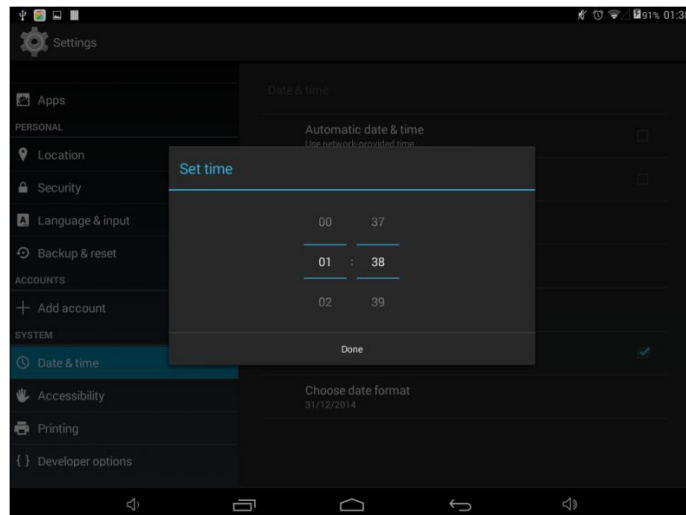 91% 01:38
Settings
Apps
PERSONAL
Location
Security
Language & input
Backup & reset
ACCOUNTS
Add account
SYSTEM
Date & time
Accessibility
Printing
{ } Developer options
Date & time
Automatic date & time
Use network-provided time
Set time
00 37
01 : 38
02 39
Done
Choose date format
31/12/2014